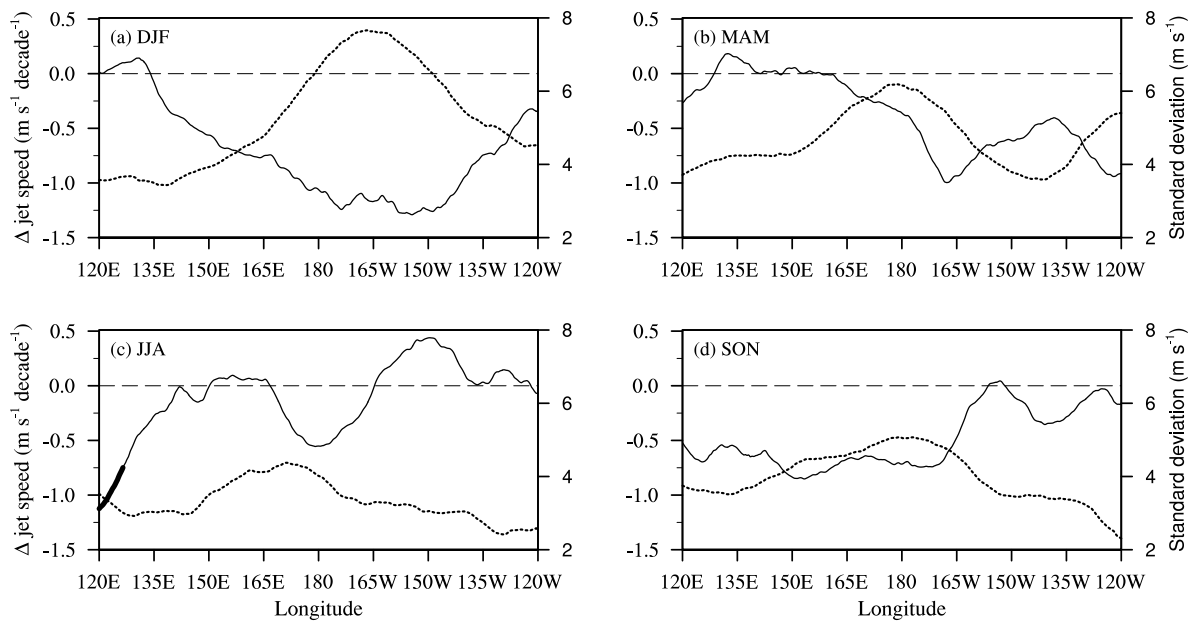 (a) DJF
Δ jet speed (m s⁻¹ decade⁻¹)
0.5
0.0
-0.5
-1.0
-1.5
8
6
4
2
120E 135E 150E 165E 180 165W 150W 135W 120W
(b) MAM
0.5
0.0
-0.5
-1.0
-1.5
8
6
4
2
Standard deviation (m s⁻¹)
120E 135E 150E 165E 180 165W 150W 135W 120W
(c) JJA
Δ jet speed (m s⁻¹ decade⁻¹)
0.5
0.0
-0.5
-1.0
-1.5
8
6
4
2
120E 135E 150E 165E 180 165W 150W 135W 120W
Longitude
(d) SON
0.5
0.0
-0.5
-1.0
-1.5
8
6
4
2
Standard deviation (m s⁻¹)
120E 135E 150E 165E 180 165W 150W 135W 120W
Longitude